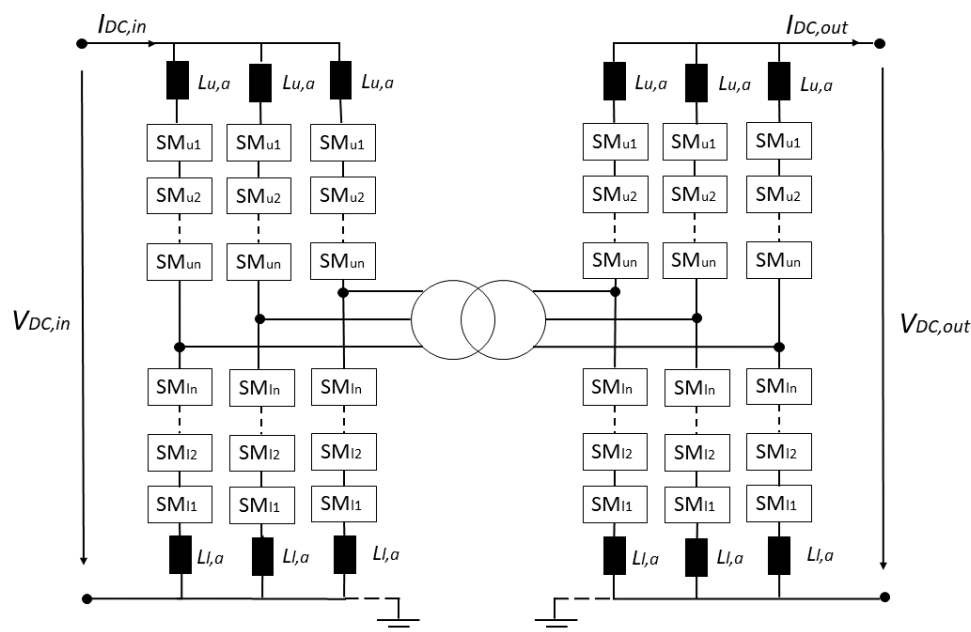 IDC,in
IDC,out
Lu,a Lu,a Lu,a Lu,a Lu,a Lu,a
SMu1 SMu1 SMu1 SMu1 SMu1 SMu1
SMu2 SMu2 SMu2 SMu2 SMu2 SMu2
SMun SMun SMun SMun SMun SMun
VDC,in VDC,out
SMln SMln SMln SMln SMln SMln
SMl2 SMl2 SMl2 SMl2 SMl2 SMl2
SMl1 SMl1 SMl1 SMl1 SMl1 SMl1
Ll,a Ll,a Ll,a Ll,a Ll,a Ll,a